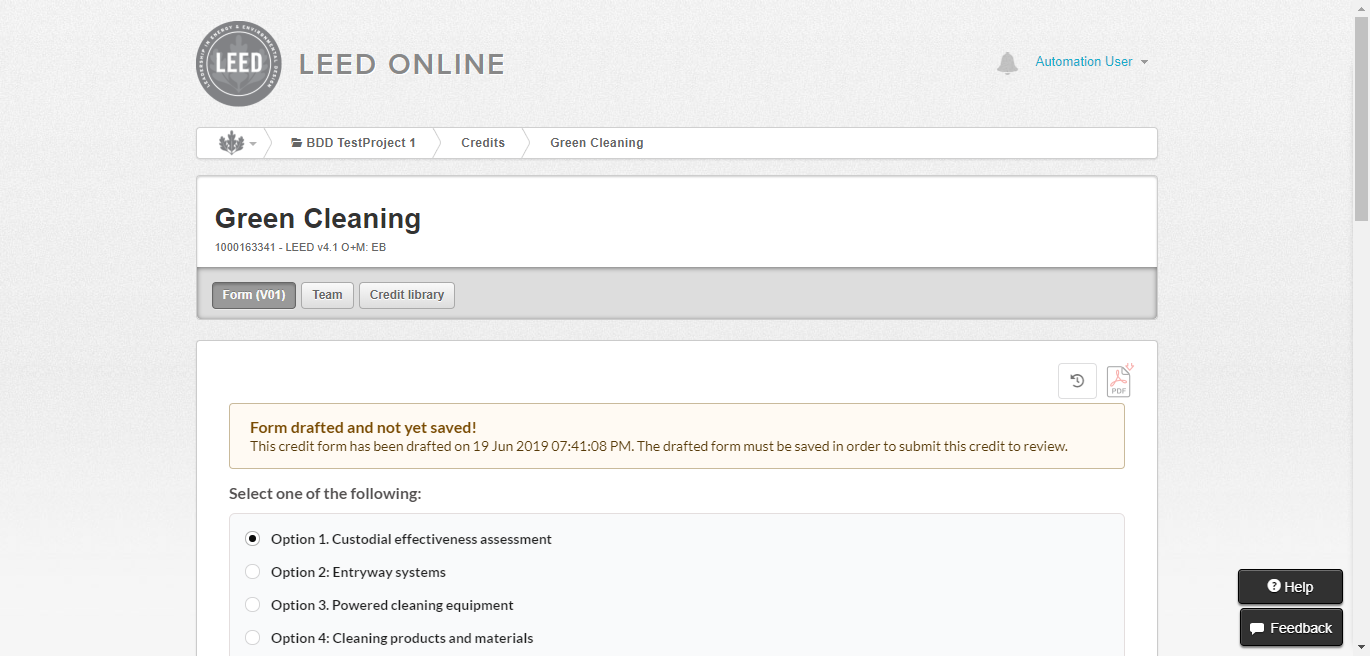 LEADERSHIP IN ENERGY & ENVIRONMENTAL DESIGN
LEED
LEED ONLINE
Automation User
BDD TestProject 1
Credits
Green Cleaning
Green Cleaning
1000163341 - LEED v4.1 O+M: EB
Form (V01)
Team
Credit library
PDF
Form drafted and not yet saved!
This credit form has been drafted on 19 Jun 2019 07:41:08 PM. The drafted form must be saved in order to submit this credit to review.
Select one of the following:
Option 1. Custodial effectiveness assessment
Option 2: Entryway systems
Option 3. Powered cleaning equipment
Option 4: Cleaning products and materials
? Help
Feedback